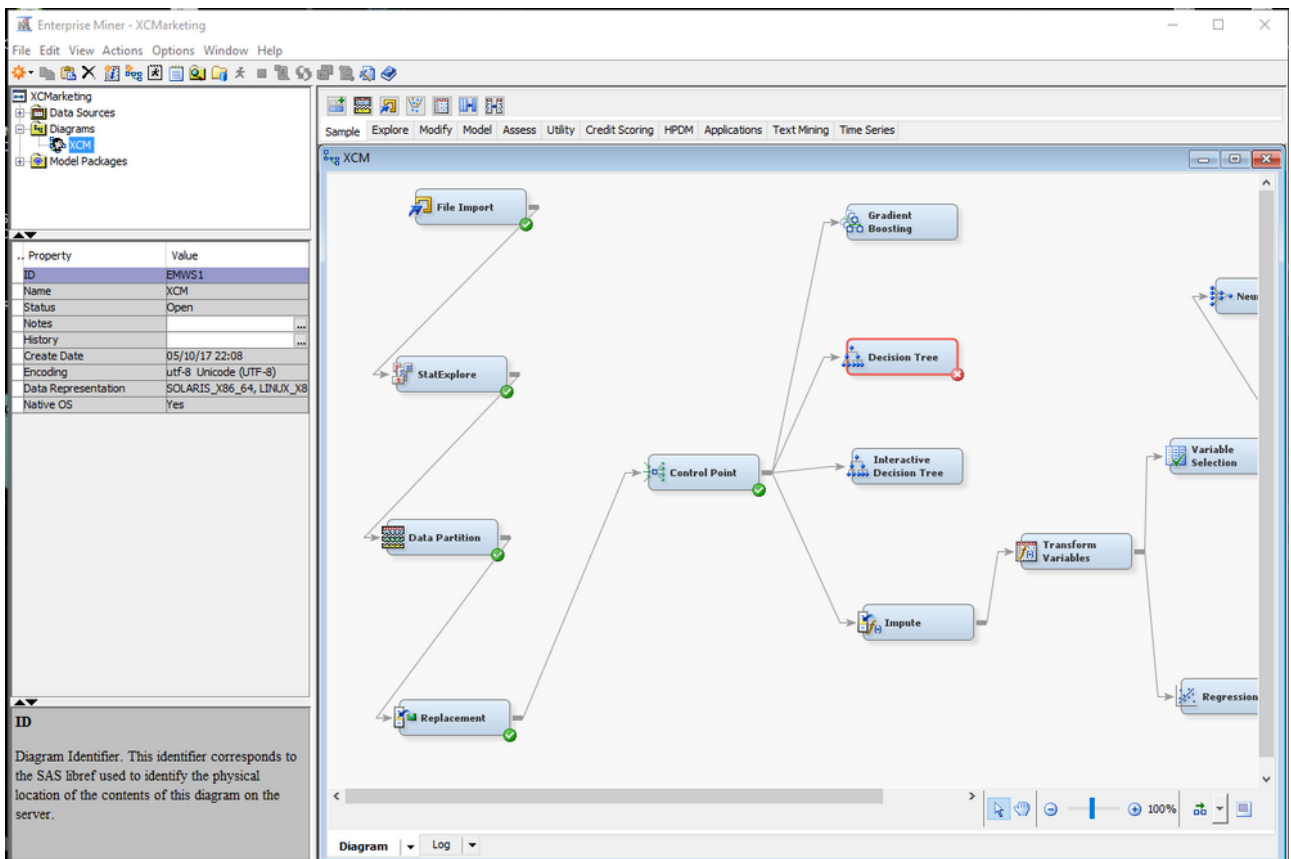 Enterprise Miner - XCMarketing
File Edit View Actions Options Window Help
XCMarketing
Data Sources
Diagrams
XCM
Model Packages
Sample Explore Modify Model Assess Utility Credit Scoring HPDM Applications Text Mining Time Series
XCM
.. Property Value
ID EMWS1
Name XCM
Status Open
Notes ...
History ...
Create Date 05/10/17 22:08
Encoding utf-8 Unicode (UTF-8)
Data Representation SOLARIS_X86_64, LINUX_X8
Native OS Yes
ID
Diagram Identifier. This identifier corresponds to
the SAS libref used to identify the physical
location of the contents of this diagram on the
server.
File Import
StatExplore
Data Partition
Replacement
Control Point
Gradient
Boosting
Decision Tree
Interactive
Decision Tree
Impute
Transform
Variables
Neu
Variable
Selection
Regression
100%
Diagram Log